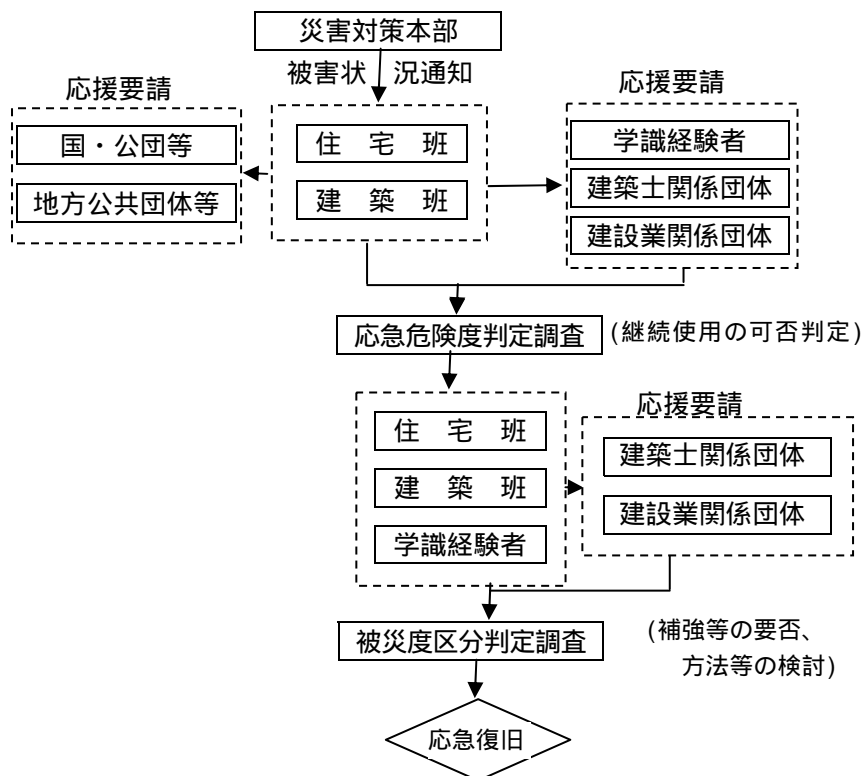 災害対策本部
被害状況通知
応援要請
国・公団等
地方公共団体等
住宅班
建築班
応援要請
学識経験者
建築士関係団体
建設業関係団体
応急危険度判定調査
(継続使用の可否判定)
住宅班
建築班
学識経験者
応援要請
建築士関係団体
建設業関係団体
被災度区分判定調査
(補強等の要否、
方法等の検討)
応急復旧